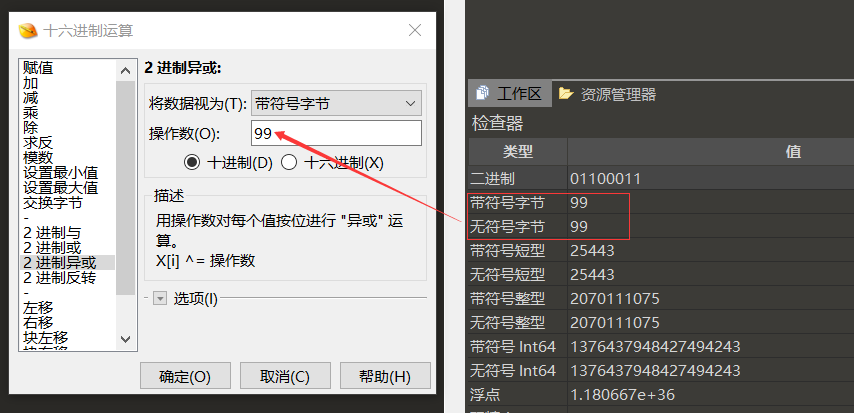 十六进制运算
赋值
加
减
乘
除
求反
模数
设置最小值
设置最大值
交换字节
-
2 进制与
2 进制或
2 进制异或
2 进制反转
-
左移
右移
块左移
2 进制异或:
将数据视为(T): 带符号字节
操作数(O): 99
十进制(D) 十六进制(X)
描述
用操作数对每个值按位进行 "异或" 运
算。
X[i] ^= 操作数
选项(I)
确定(O) 取消(C) 帮助(H)
工作区 资源管理器
检查器
类型 值
二进制 01100011
带符号字节 99
无符号字节 99
带符号短型 25443
无符号短型 25443
带符号整型 2070111075
无符号整型 2070111075
带符号 Int64 1376437948427494243
无符号 Int64 1376437948427494243
浮点 1.180667e+36